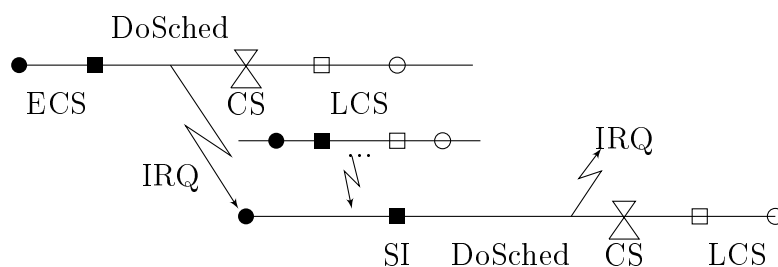 DoSched
ECS CS LCS
IRQ
...
IRQ
SI DoSched CS LCS